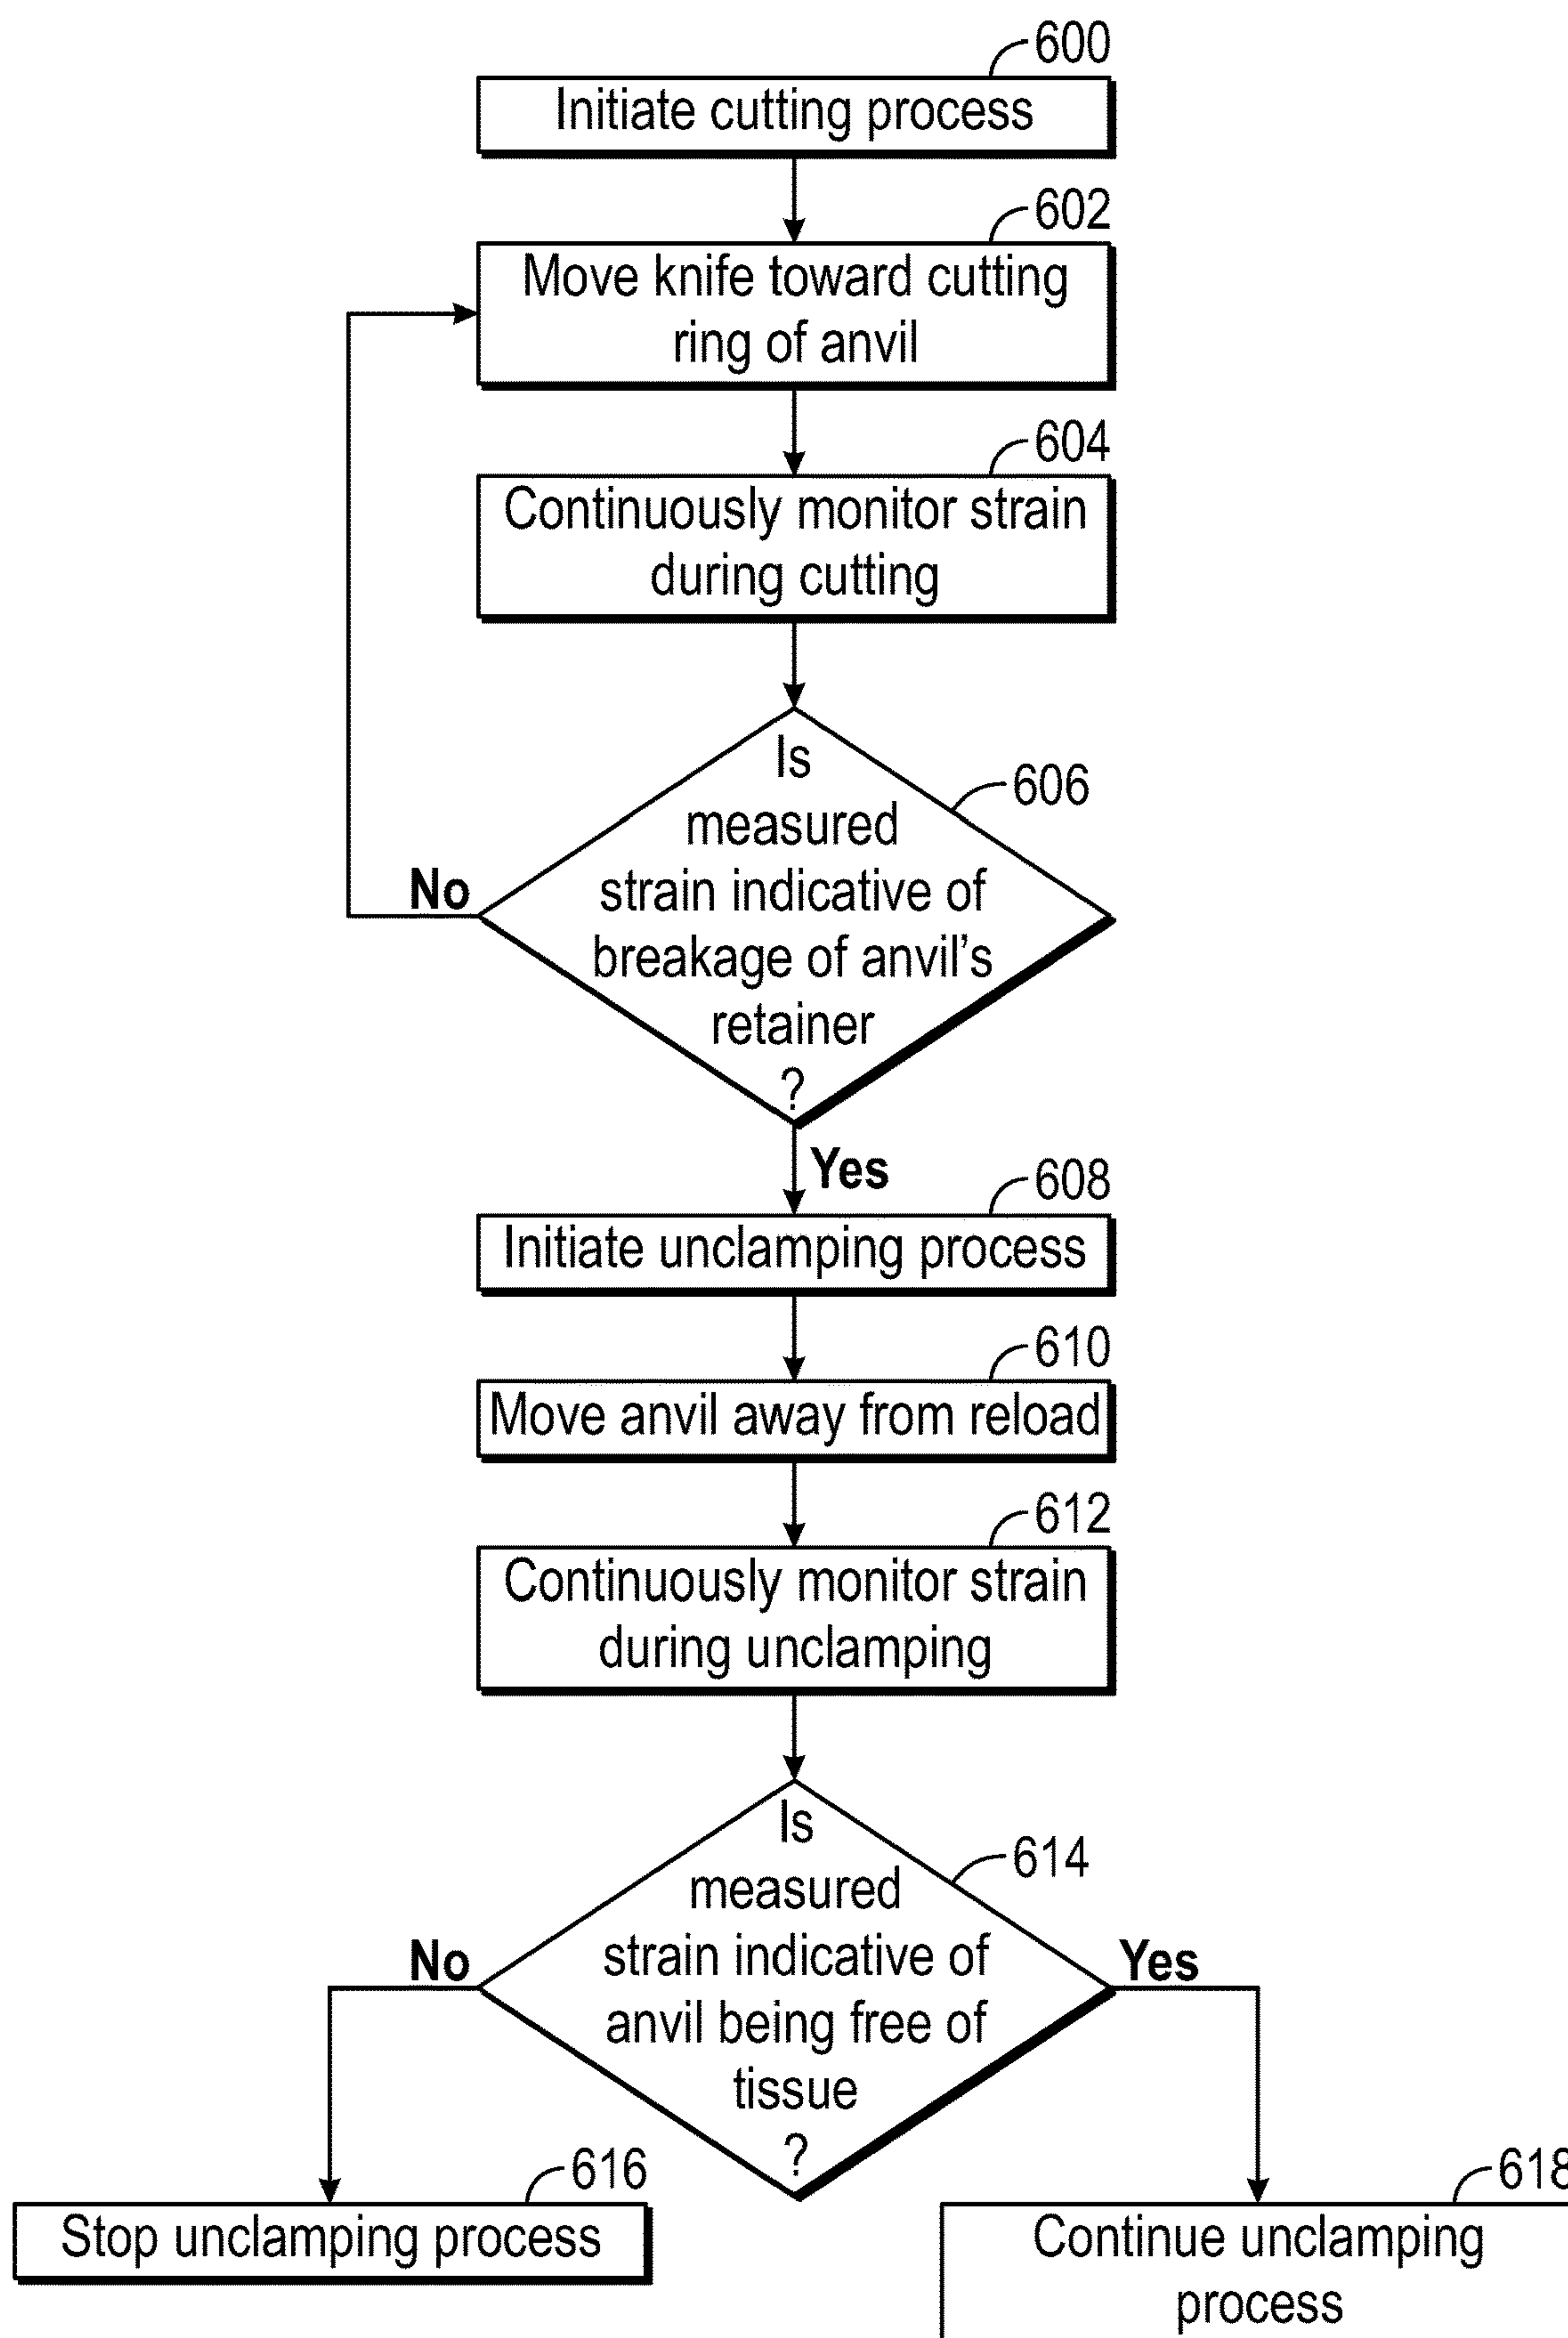 600
Initiate cutting process
602
Move knife toward cutting
ring of anvil
604
Continuously monitor strain
during cutting
606
Is
measured
strain indicative of
breakage of anvil’s
retainer
?
No
Yes
608
Initiate unclamping process
610
Move anvil away from reload
612
Continuously monitor strain
during unclamping
614
Is
measured
strain indicative of
anvil being free of
tissue
?
No
Yes
616
Stop unclamping process
618
Continue unclamping
process